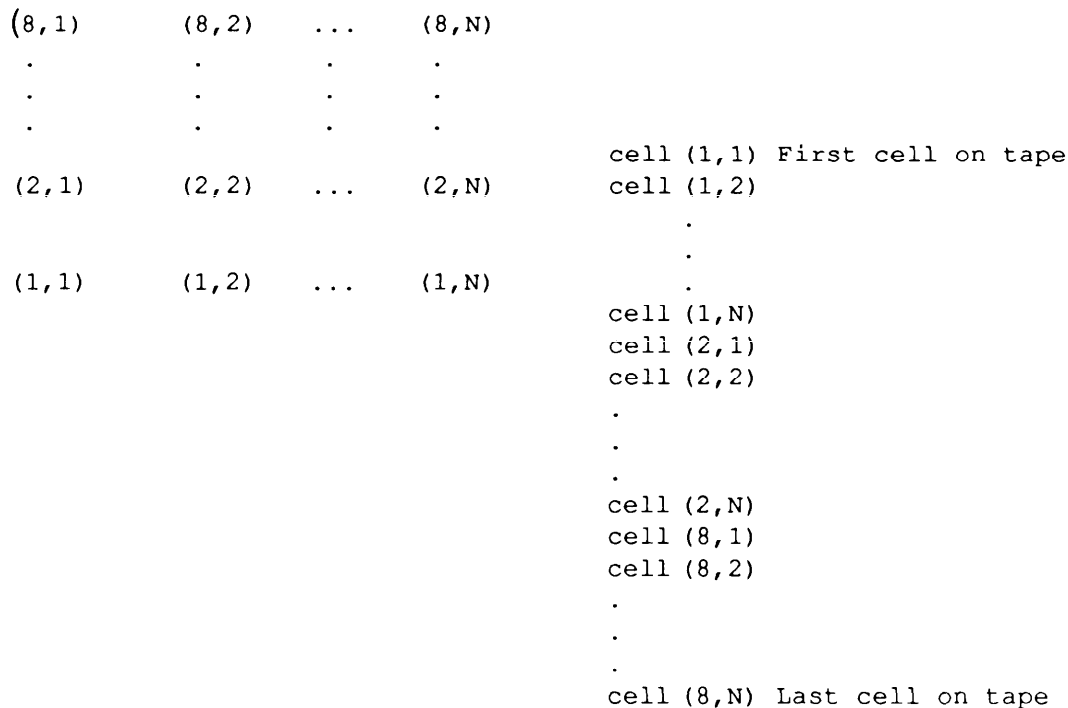 (8,1) (8,2) ... (8,N)
. . . .
. . . .
. . . .
(2,1) (2,2) ... (2,N)
(1,1) (1,2) ... (1,N)
cell (1,1) First cell on tape
cell (1,2)
.
.
.
cell (1,N)
cell (2,1)
cell (2,2)
.
.
.
cell (2,N)
cell (8,1)
cell (8,2)
.
.
.
cell (8,N) Last cell on tape